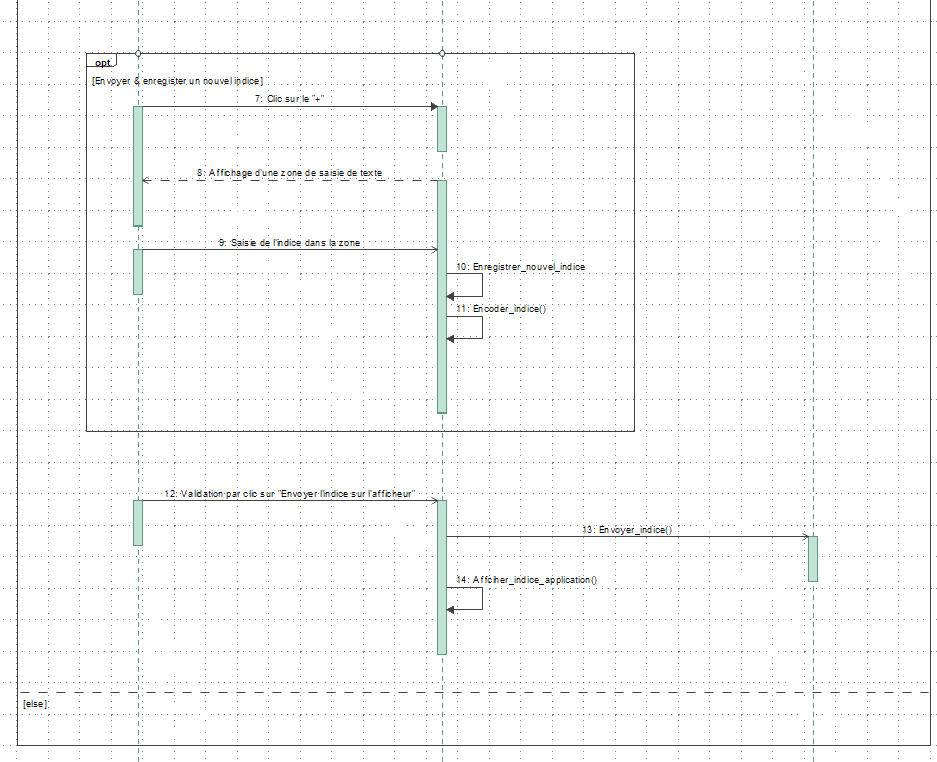 opt
[Envoyer & enregister un nouvel indice]
7: Clic sur le "+"
8: Affichage d'une zone de saisie de texte
9: Saisie de l'indice dans la zone
10: Enregistrer_nouvel_indice
11: Encoder_indice()
12: Validation par clic sur "Envoyer l'indice sur l'afficheur"
13: Envoyer_indice()
14: Affciher_indice_application()
[else]